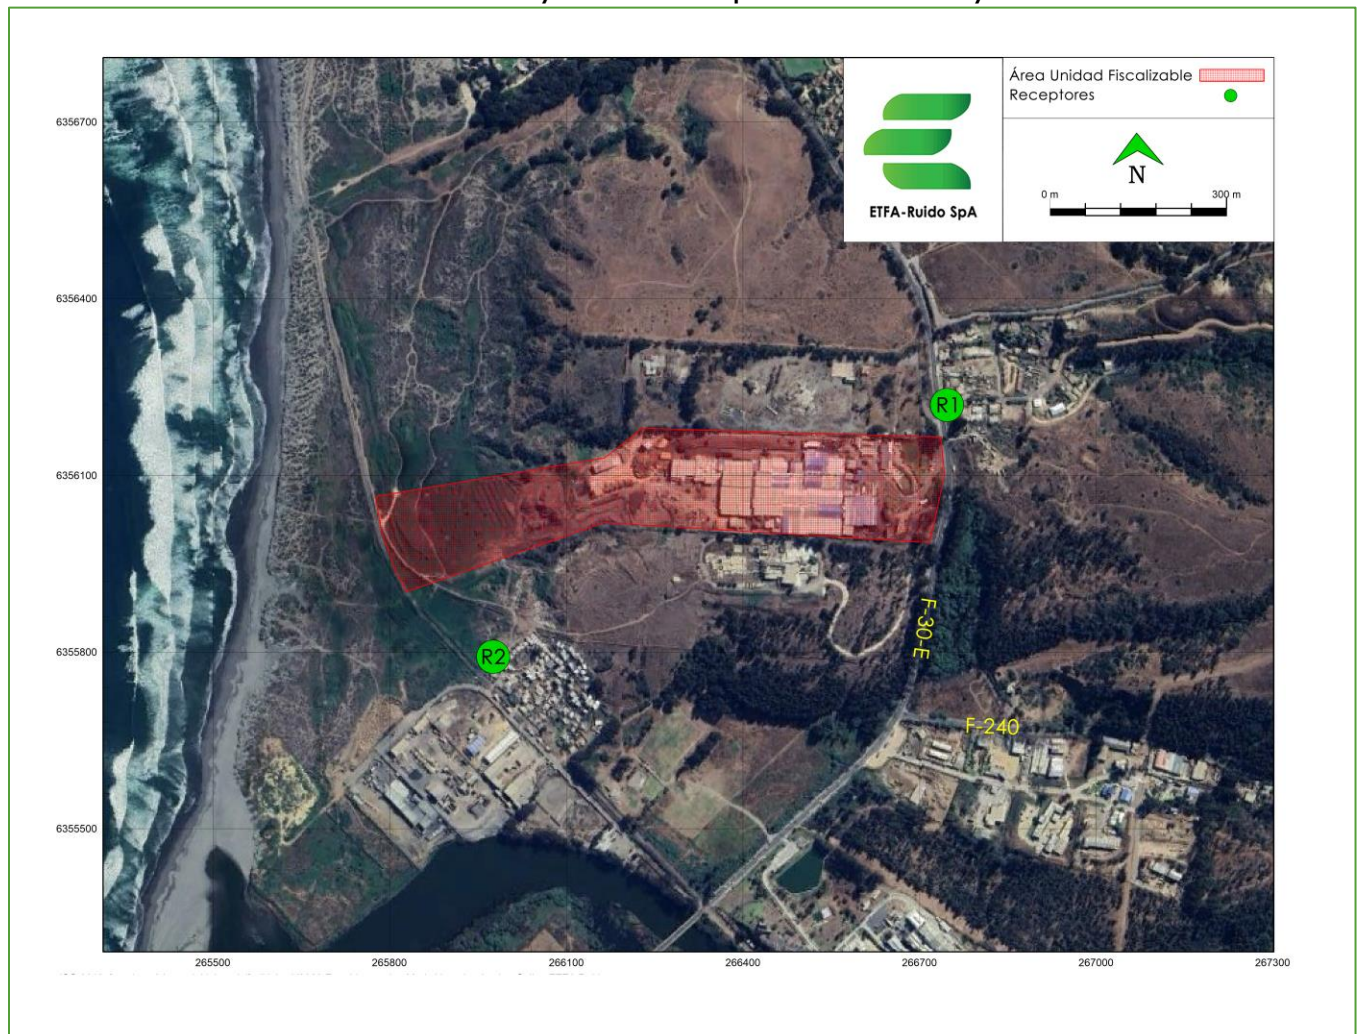 Área Unidad Fiscalizable
Receptores
N
0 m 300 m
ETFA-Ruido SpA
6356700
6356400
R1
6356100
F-30-E
6355800
R2
F-240
6355500
265500 265800 266100 266400 266700 267000 267300